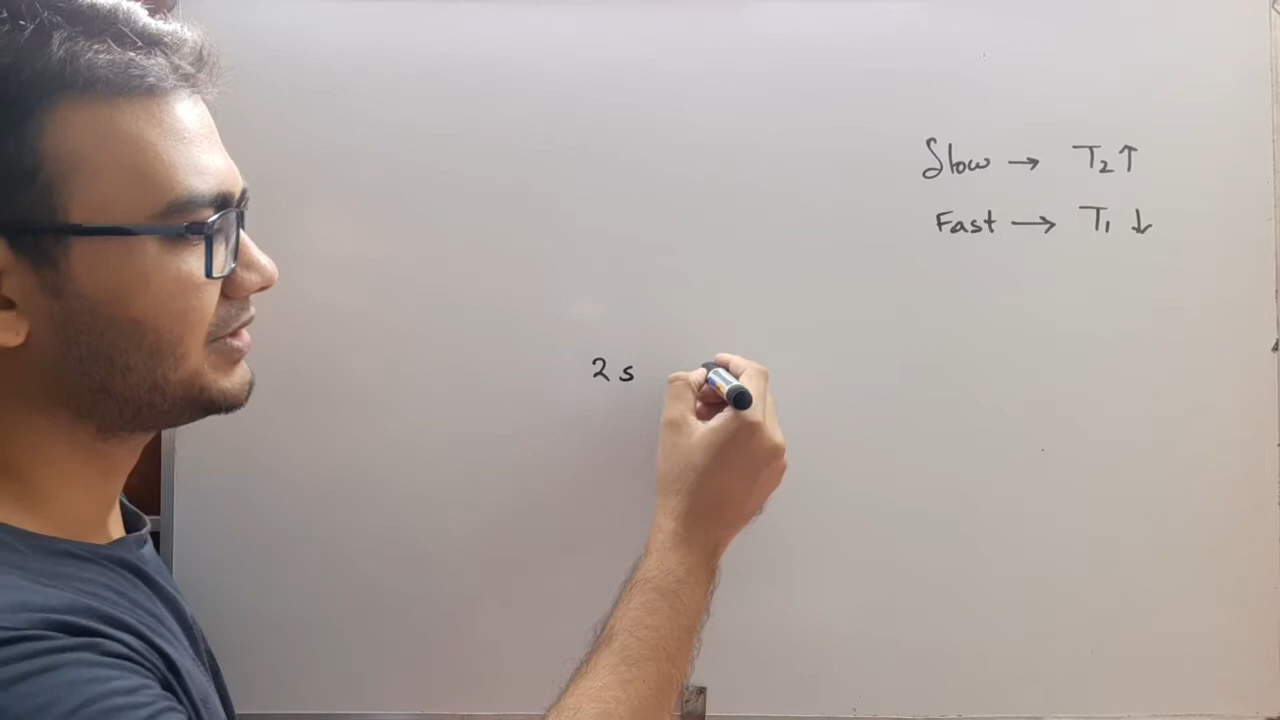 Slow → T₂↑
Fast → T₁ ↓
2 s